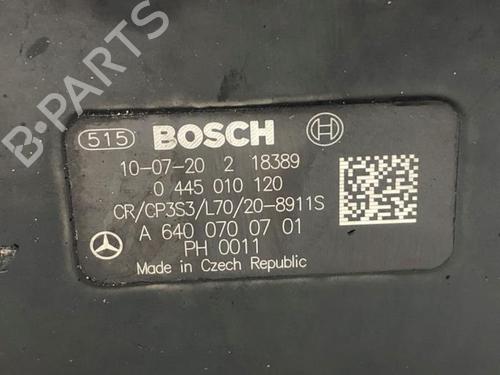 B-PARTS
515 BOSCH
10-07-20 2 18389
0 445 010 120
CR/CP3S3/L70/20-8911S
A 640 070 07 01
PH 0011
Made in Czech Republic